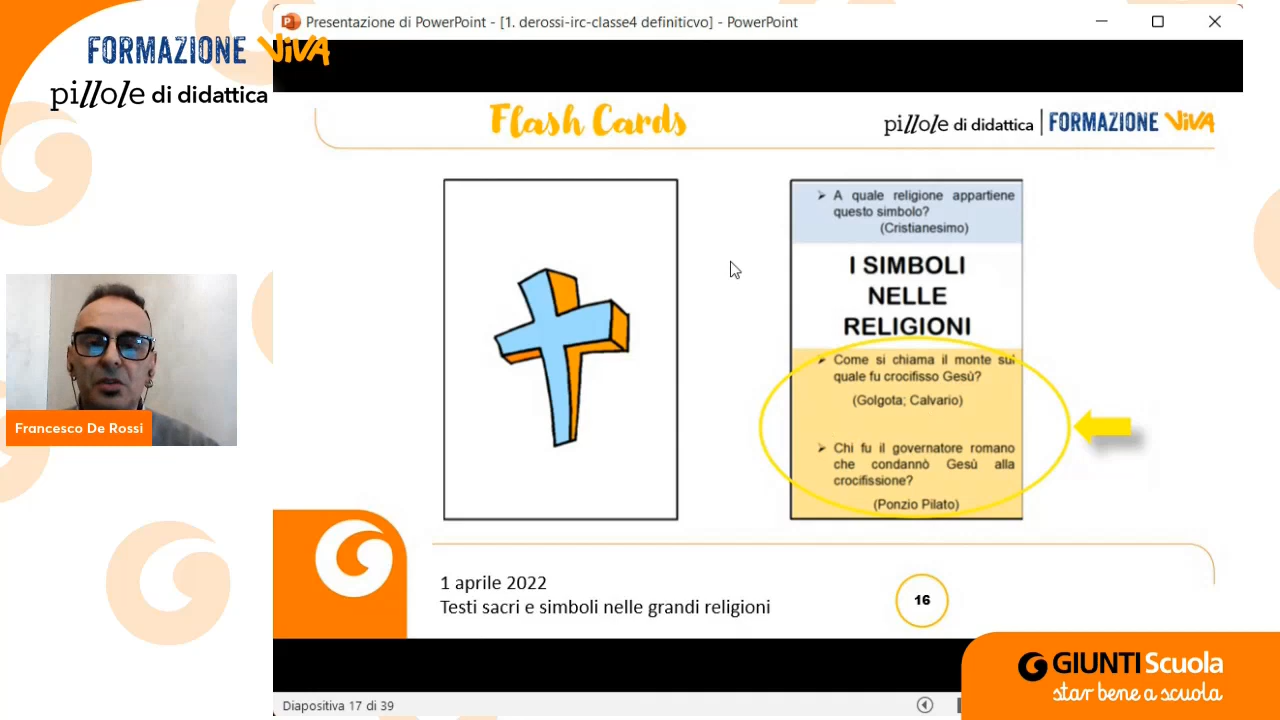 FORMAZIONE VIVA
pillole di didattica
Francesco De Rossi
Presentazione di PowerPoint - [1. derossi-irc-classe4 definiticvo] - PowerPoint
Flash Cards
pillole di didattica FORMAZIONE VIVA
A quale religione appartiene
questo simbolo?
(Cristianesimo)
I SIMBOLI
NELLE
RELIGIONI
Come si chiama il monte sul
quale fu crocifisso Gesù?
(Golgota; Calvario)
Chi fu il governatore romano
che condannò Gesù alla
crocifissione?
(Ponzio Pilato)
1 aprile 2022
Testi sacri e simboli nelle grandi religioni
16
Diapositiva 17 di 39
GIUNTI Scuola
star bene a scuola